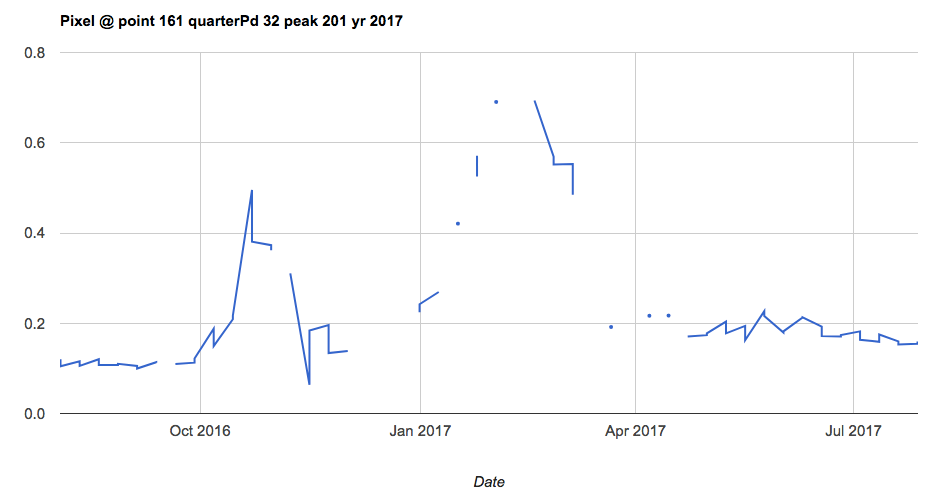 Pixel @ point 161 quarterPd 32 peak 201 yr 2017
0.8
0.6
0.4
0.2
0.0
Oct 2016 Jan 2017 Apr 2017 Jul 2017
Date